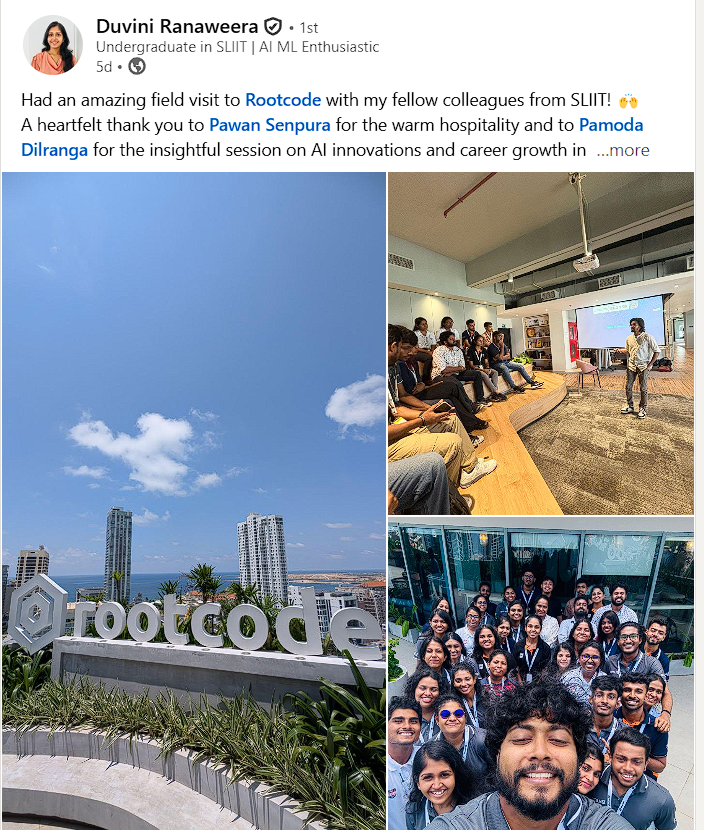 Duvini Ranaweera • 1st
Undergraduate in SLIIT | AI ML Enthusiastic
5d •
Had an amazing field visit to Rootcode with my fellow colleagues from SLIIT! 🙌
A heartfelt thank you to Pawan Senpura for the warm hospitality and to Pamoda
Dilranga for the insightful session on AI innovations and career growth in ...more
rootcode